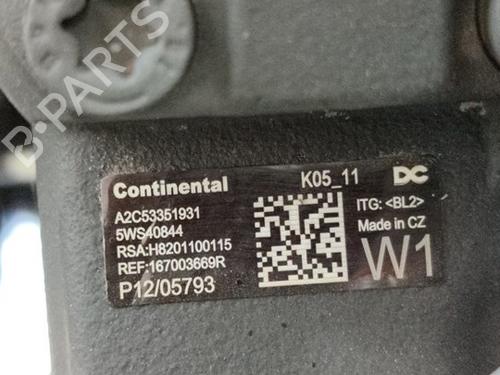 B-PARTS
Continental K05_11 DC
A2C53351931 ITG: <BL2>
5WS40844 Made in CZ
RSA:H8201100115
REF:167003669R W1
P12/05793